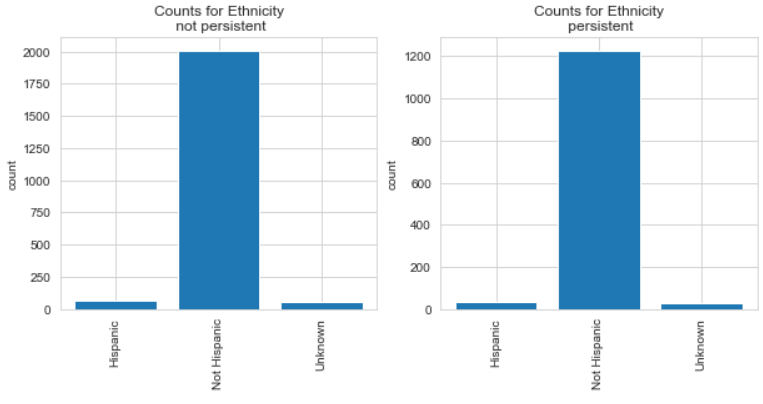 Counts for Ethnicity
not persistent
2000
1750
1500
1250
1000
750
500
250
0
count
Hispanic
Not Hispanic
Unknown
Counts for Ethnicity
persistent
1200
1000
800
600
400
200
0
count
Hispanic
Not Hispanic
Unknown